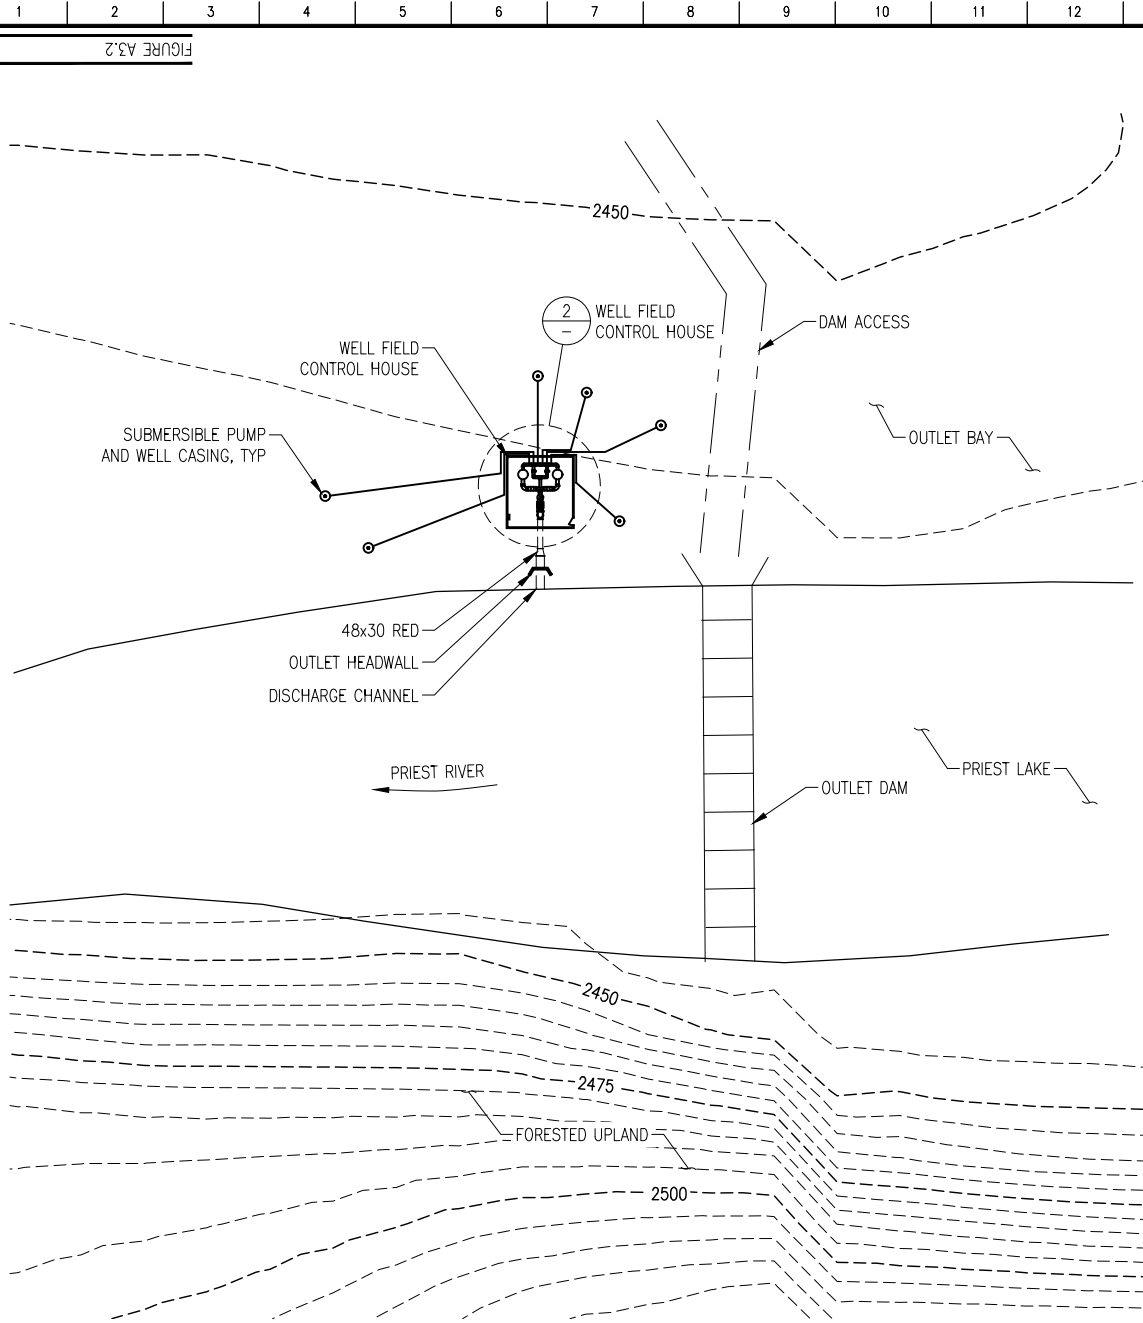 1 2 3 4 5 6 7 8 9 10 11 12
FIGURE A3.2
2450
2
WELL FIELD
–
CONTROL HOUSE
DAM ACCESS
WELL FIELD
CONTROL HOUSE
SUBMERSIBLE PUMP
AND WELL CASING, TYP
OUTLET BAY
48x30 RED
OUTLET HEADWALL
DISCHARGE CHANNEL
PRIEST RIVER
PRIEST LAKE
OUTLET DAM
2450
2475
FORESTED UPLAND
2500